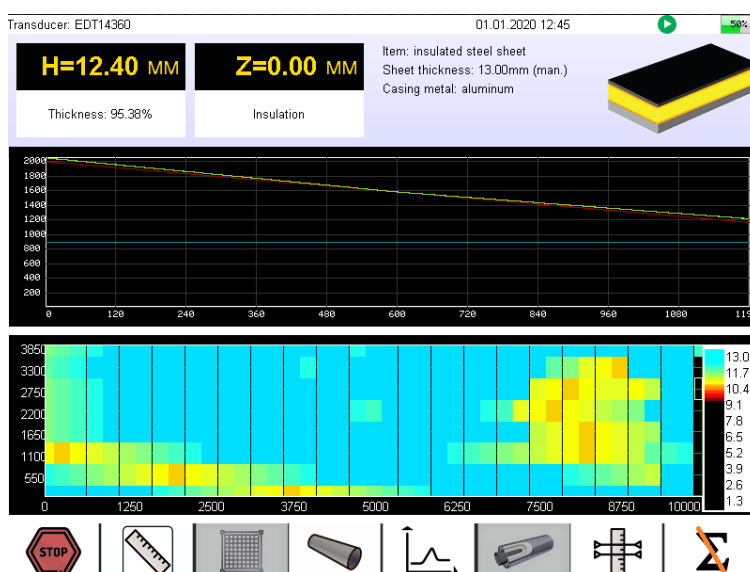 Transducer: EDT14360 01.01.2020 12:45 50%
H=12.40 MM
Thickness: 95.38%
Z=0.00 MM
Insulation
Item: insulated steel sheet
Sheet thickness: 13.00mm (man.)
Casing metal: aluminum
2000
1800
1600
1400
1200
1000
800
600
400
200
0 120 240 360 480 600 720 840 960 1080 119
3850
3300
2750
2200
1650
1100
550
0 1250 2500 3750 5000 6250 7500 8750 10000
13.0
11.7
10.4
9.1
7.8
6.5
5.2
3.9
2.6
1.3
STOP